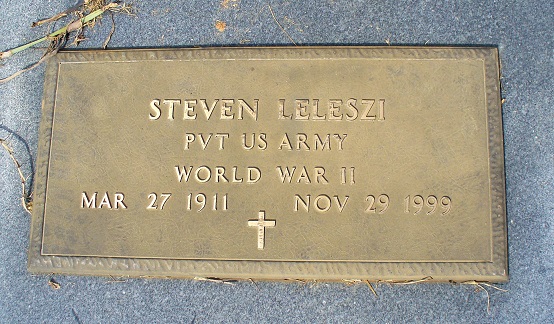 STEVEN LELESZI
PVT US ARMY
WORLD WAR II
MAR 27 1911 NOV 29 1999